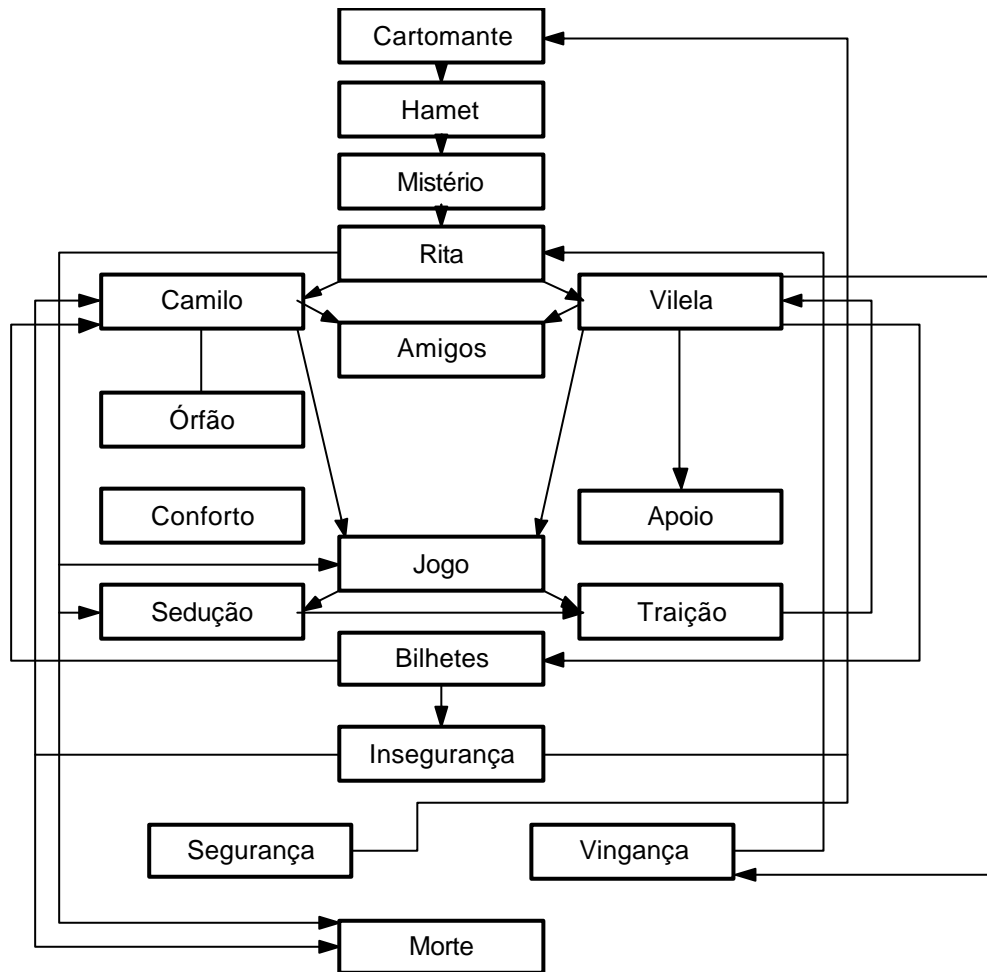 Cartomante
Hamet
Mistério
Rita
Camilo
Vilela
Amigos
Órfão
Conforto
Apoio
Jogo
Sedução
Traição
Bilhetes
Insegurança
Segurança
Vingança
Morte